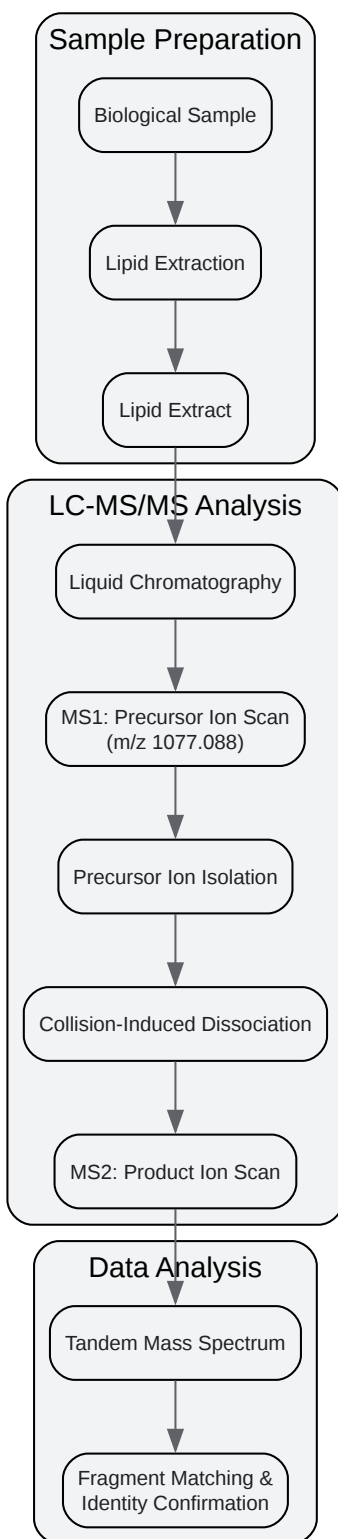 Sample Preparation
Biological Sample
Lipid Extraction
Lipid Extract
LC-MS/MS Analysis
Liquid Chromatography
MS1: Precursor Ion Scan
(m/z 1077.088)
Precursor Ion Isolation
Collision-Induced Dissociation
MS2: Product Ion Scan
Data Analysis
Tandem Mass Spectrum
Fragment Matching &
Identity Confirmation